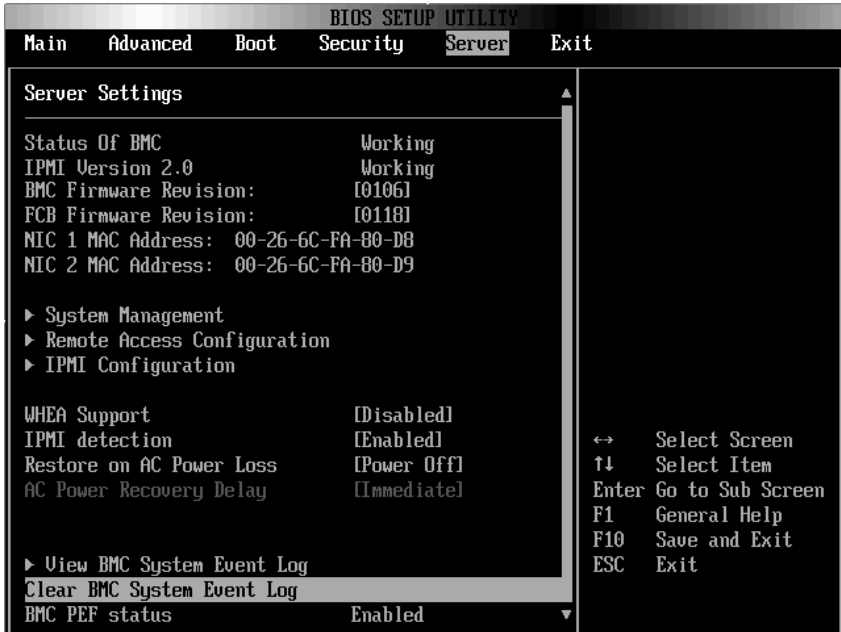 BIOS SETUP UTILITY
Main Advanced Boot Security Server Exit
Server Settings
Status Of BMC Working
IPMI Version 2.0 Working
BMC Firmware Revision: [0106]
FCB Firmware Revision: [0118]
NIC 1 MAC Address: 00-26-6C-FA-80-D8
NIC 2 MAC Address: 00-26-6C-FA-80-D9
System Management
Remote Access Configuration
IPMI Configuration
WHEA Support [Disabled]
IPMI detection [Enabled]
Restore on AC Power Loss [Power Off]
AC Power Recovery Delay [Immediate]
View BMC System Event Log
Clear BMC System Event Log
BMC PEF status Enabled
↔ Select Screen
↑↓ Select Item
Enter Go to Sub Screen
F1 General Help
F10 Save and Exit
ESC Exit